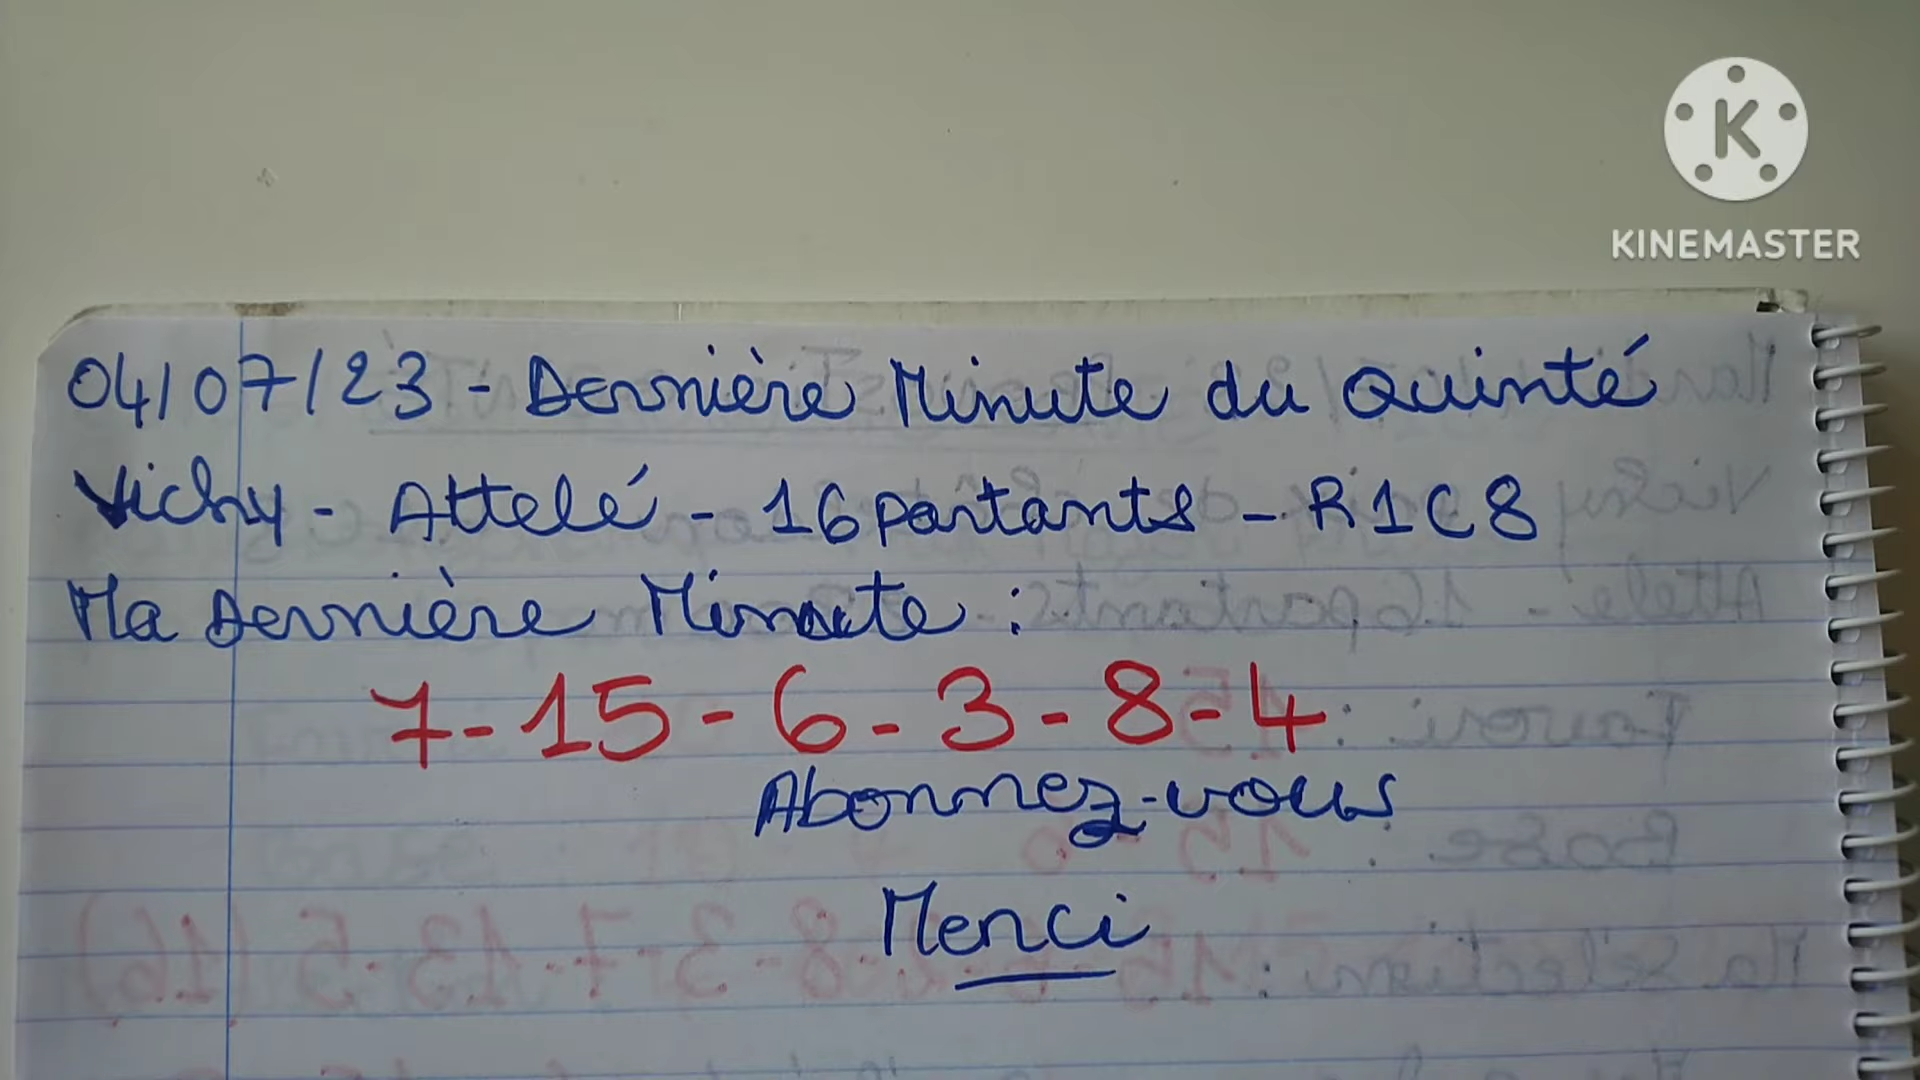 KINEMASTER
04/07/23 - Dernière Minute du Quinté
Vichy - Attelé - 16 partants - R1C8
Ma Dernière Minute :
7 - 15 - 6 - 3 - 8 - 4
Abonnez-vous
Merci